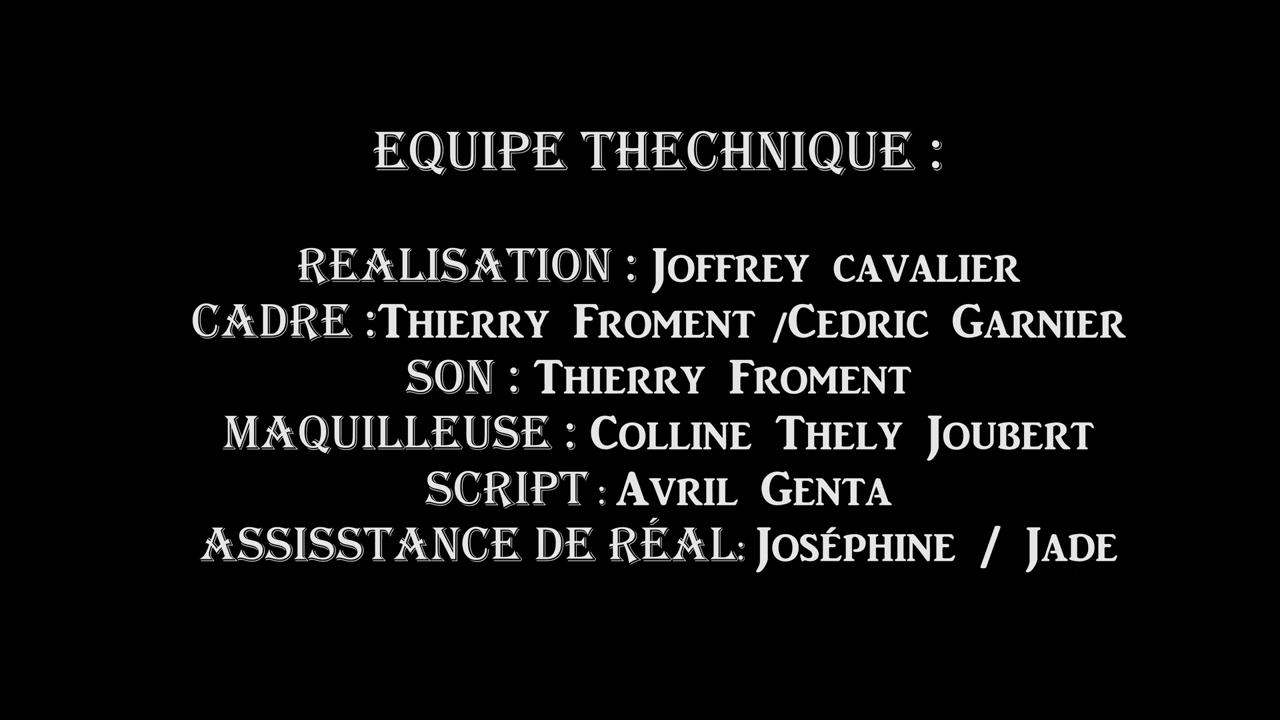 EQUIPE THECHNIQUE :
REALISATION : JOFFREY CAVALIER
CADRE :THIERRY FROMENT /CEDRIC GARNIER
SON : THIERRY FROMENT
MAQUILLEUSE : COLLINE THELY JOUBERT
SCRIPT : AVRIL GENTA
ASSISSTANCE DE RÉAL: JOSÉPHINE / JADE